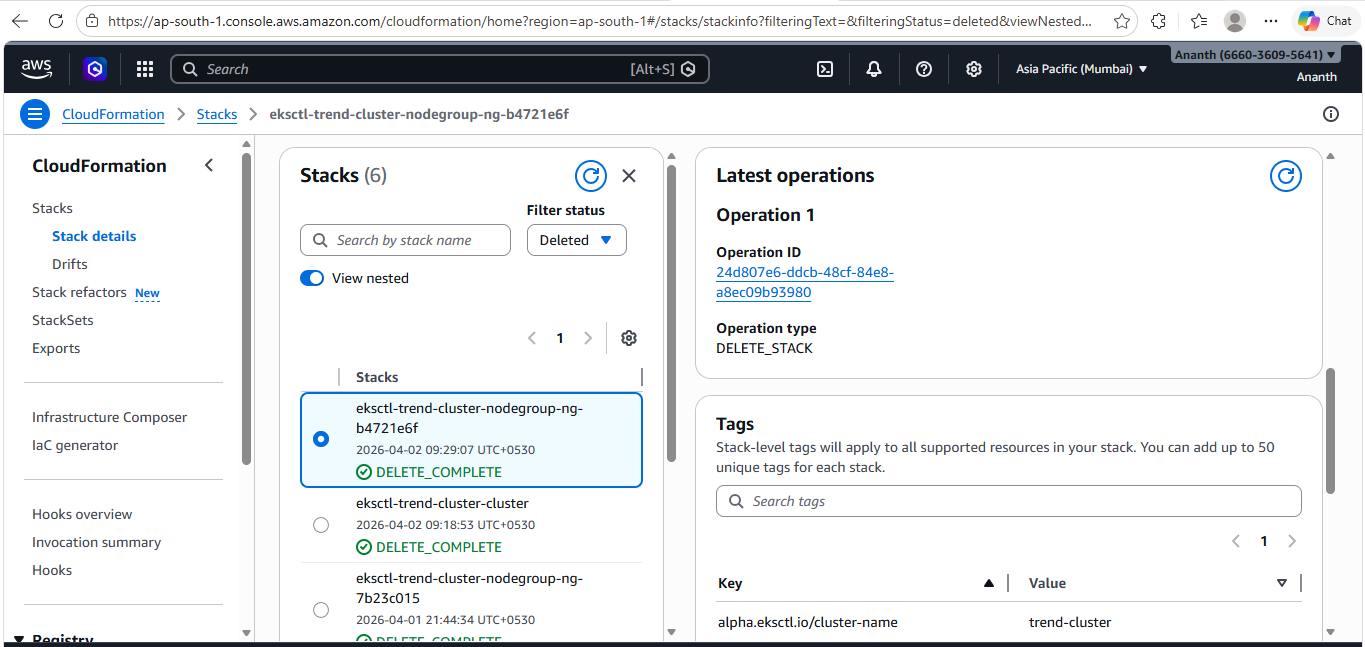 https://ap-south-1.console.aws.amazon.com/cloudformation/home?region=ap-south-1#/stacks/stackinfo?filteringText=&filteringStatus=deleted&viewNested...
Chat
aws
Search
[Alt+S]
Asia Pacific (Mumbai)
Ananth (6660-3609-5641)
Ananth
CloudFormation
Stacks
eksctl-trend-cluster-nodegroup-ng-b4721e6f
CloudFormation
Stacks
Stack details
Drifts
Stack refactors New
StackSets
Exports
Infrastructure Composer
IaC generator
Hooks overview
Invocation summary
Hooks
Registry
Stacks (6)
Filter status
Search by stack name
Deleted
View nested
1
Stacks
eksctl-trend-cluster-nodegroup-ng-
b4721e6f
2026-04-02 09:29:07 UTC+0530
DELETE_COMPLETE
eksctl-trend-cluster-cluster
2026-04-02 09:18:53 UTC+0530
DELETE_COMPLETE
eksctl-trend-cluster-nodegroup-ng-
7b23c015
2026-04-01 21:44:34 UTC+0530
DELETE_COMPLETE
Latest operations
Operation 1
Operation ID
24d807e6-ddcb-48cf-84e8-
a8ec09b93980
Operation type
DELETE_STACK
Tags
Stack-level tags will apply to all supported resources in your stack. You can add up to 50
unique tags for each stack.
Search tags
1
Key
Value
alpha.eksctl.io/cluster-name
trend-cluster